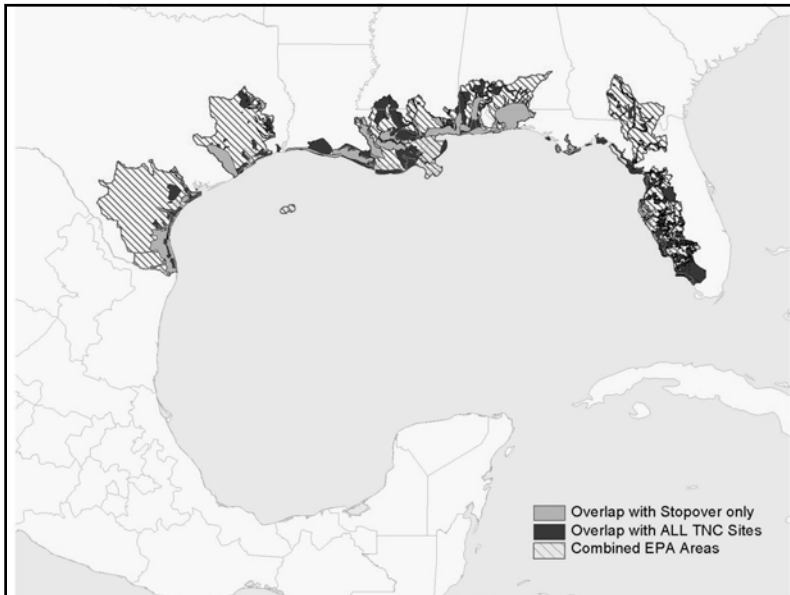 Overlap with Stopover only
Overlap with ALL TNC Sites
Combined EPA Areas